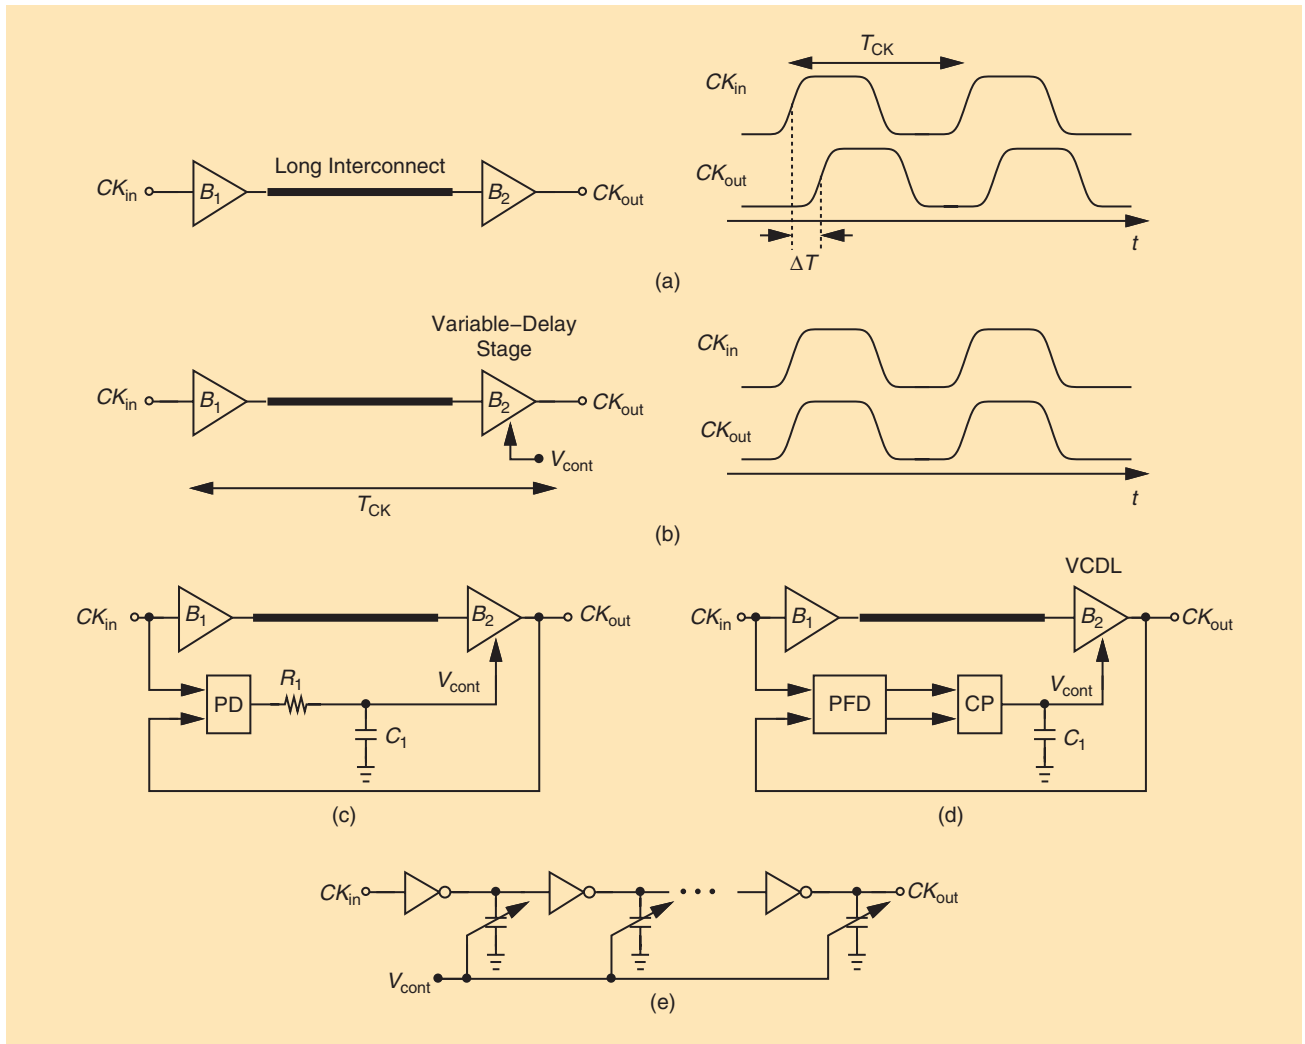 T_CK
CK_in
CK_out
ΔT
t
Long Interconnect
CK_in B_1 B_2 CK_out
(a)
Variable–Delay
Stage
CK_in B_1 B_2 CK_out
V_cont
T_CK
CK_in
CK_out
t
(b)
CK_in B_1 B_2 CK_out
PD R_1 V_cont
C_1
(c)
VCDL
CK_in B_1 B_2 CK_out
PFD CP V_cont
C_1
(d)
CK_in CK_out
V_cont
(e)